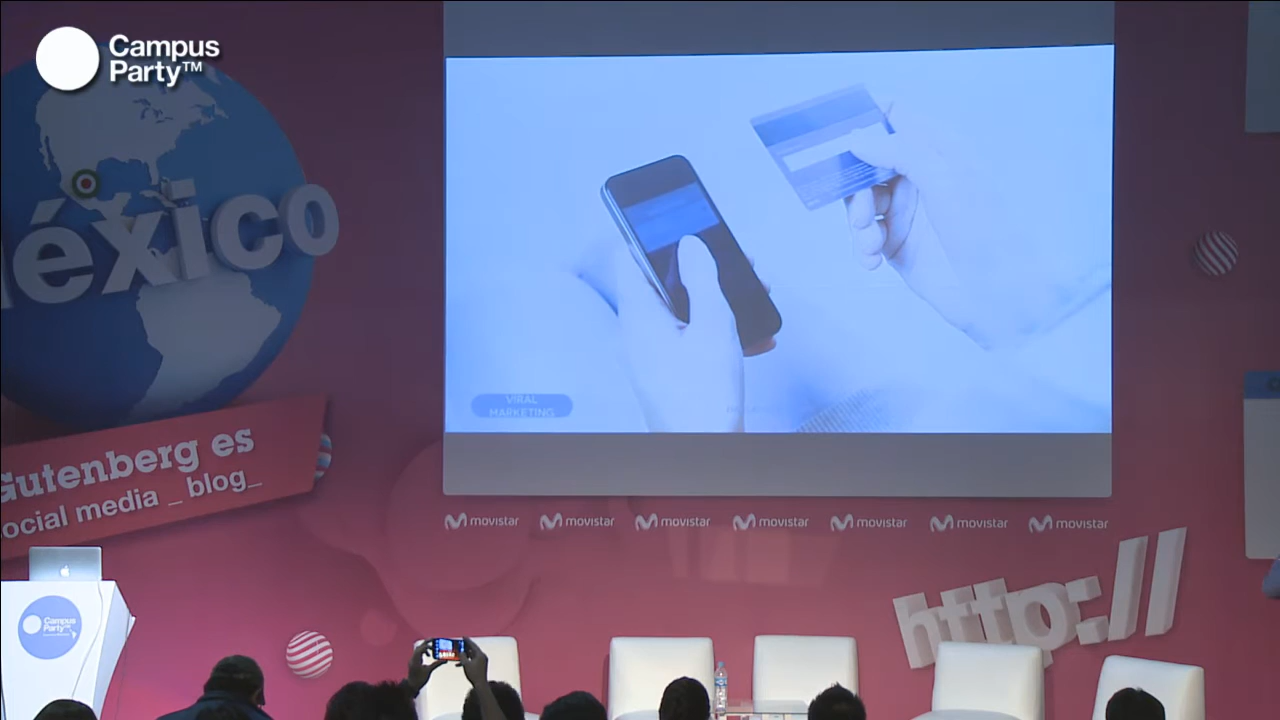 Campus
Party™
éxico
Gutenberg es
ocial media _ blog_
VIRAL
MARKETING
movistar movistar movistar movistar movistar movistar movistar
http://
Campus
Party™